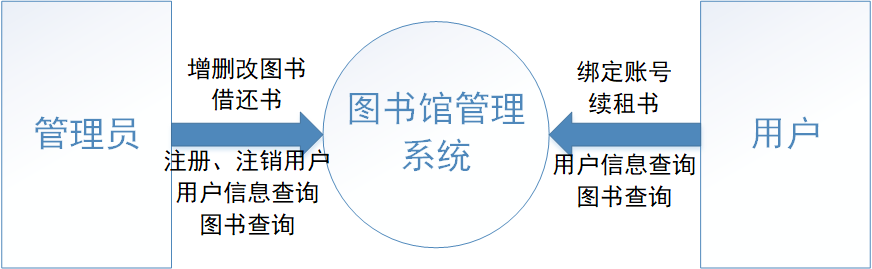 管理员
增删改图书
借还书
注册、注销用户
用户信息查询
图书查询
图书馆管理
系统
绑定账号
续租书
用户信息查询
图书查询
用户